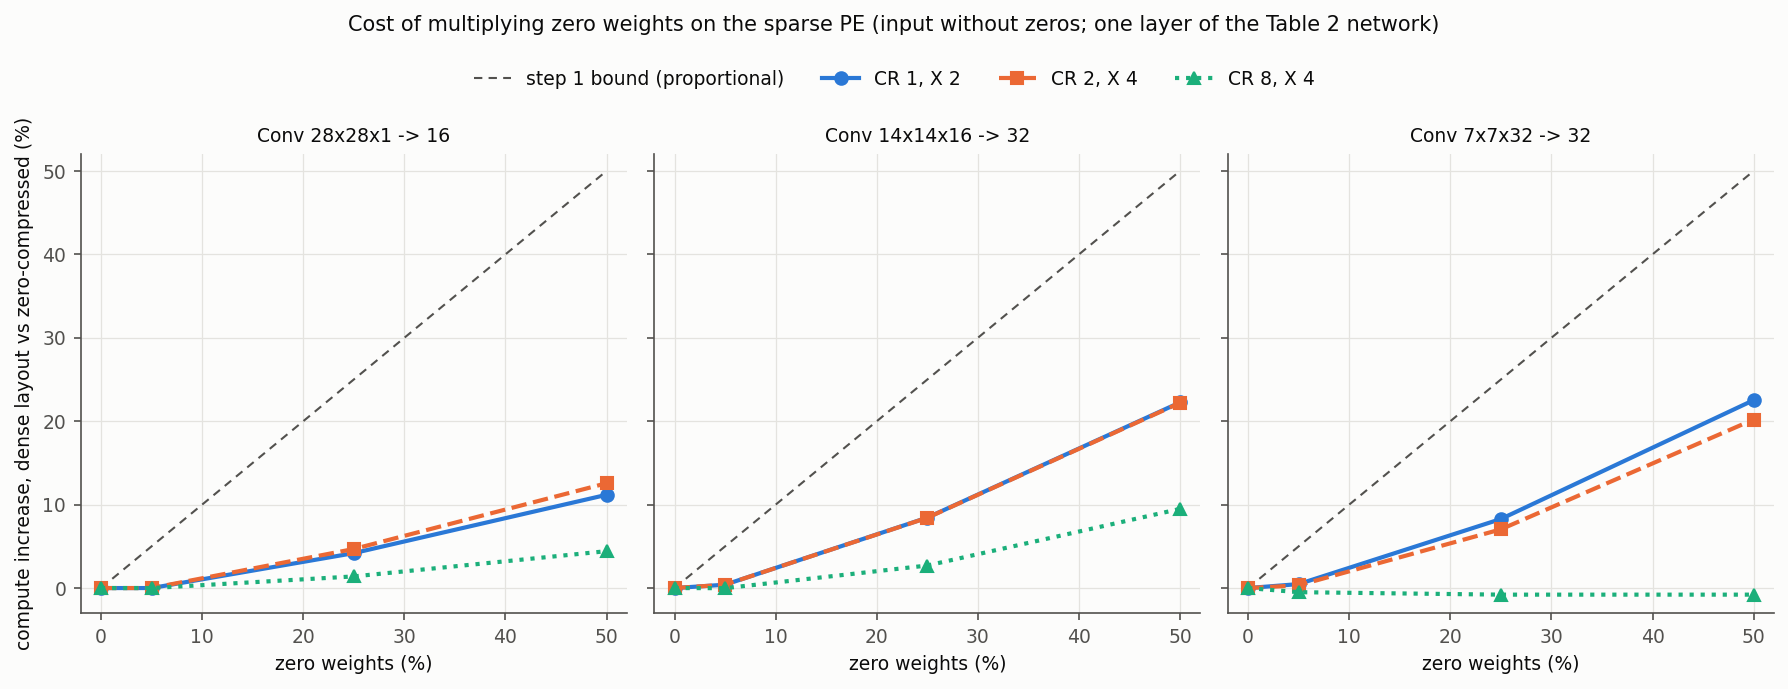 Cost of multiplying zero weights on the sparse PE (input without zeros; one layer of the Table 2 network)
step 1 bound (proportional)
CR 1, X 2
CR 2, X 4
CR 8, X 4
compute increase, dense layout vs zero-compressed (%)
Conv 28x28x1 -> 16
50
40
30
20
10
0
0 10 20 30 40 50
zero weights (%)
Conv 14x14x16 -> 32
0 10 20 30 40 50
zero weights (%)
Conv 7x7x32 -> 32
0 10 20 30 40 50
zero weights (%)